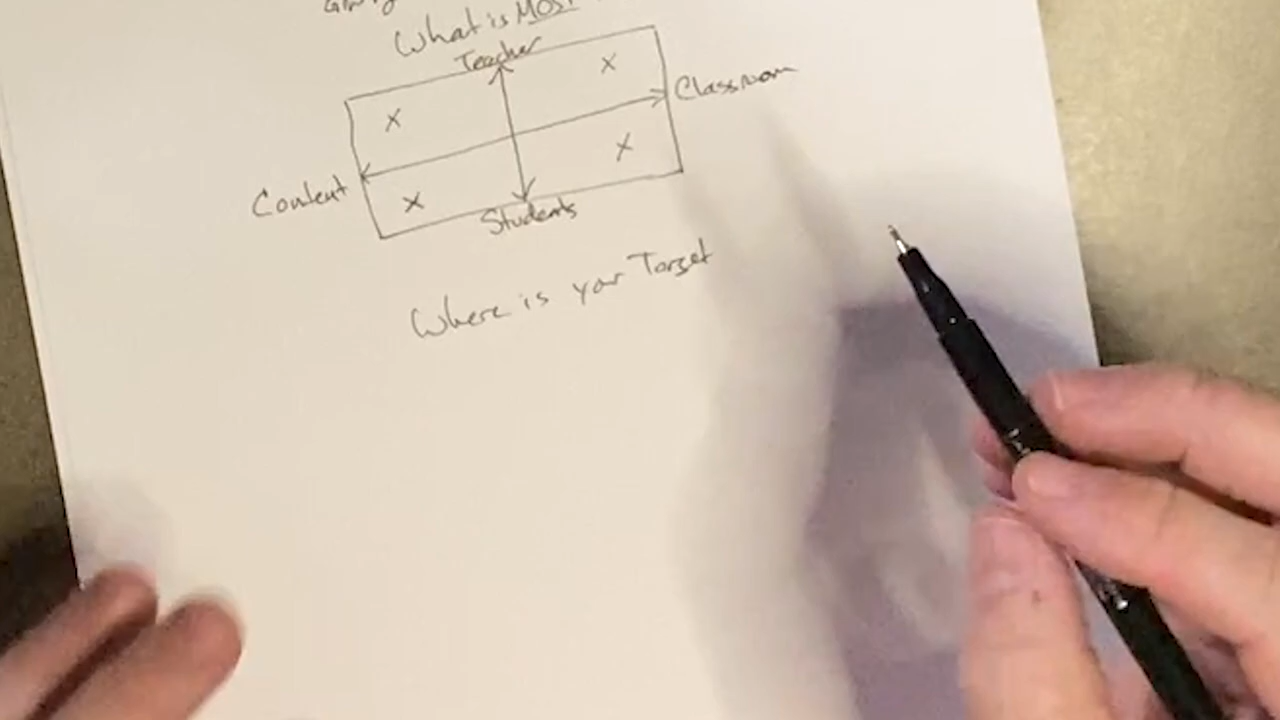 What is MOST
Teacher
X
X
Classroom
X
Content
X
Students
Where is your Target